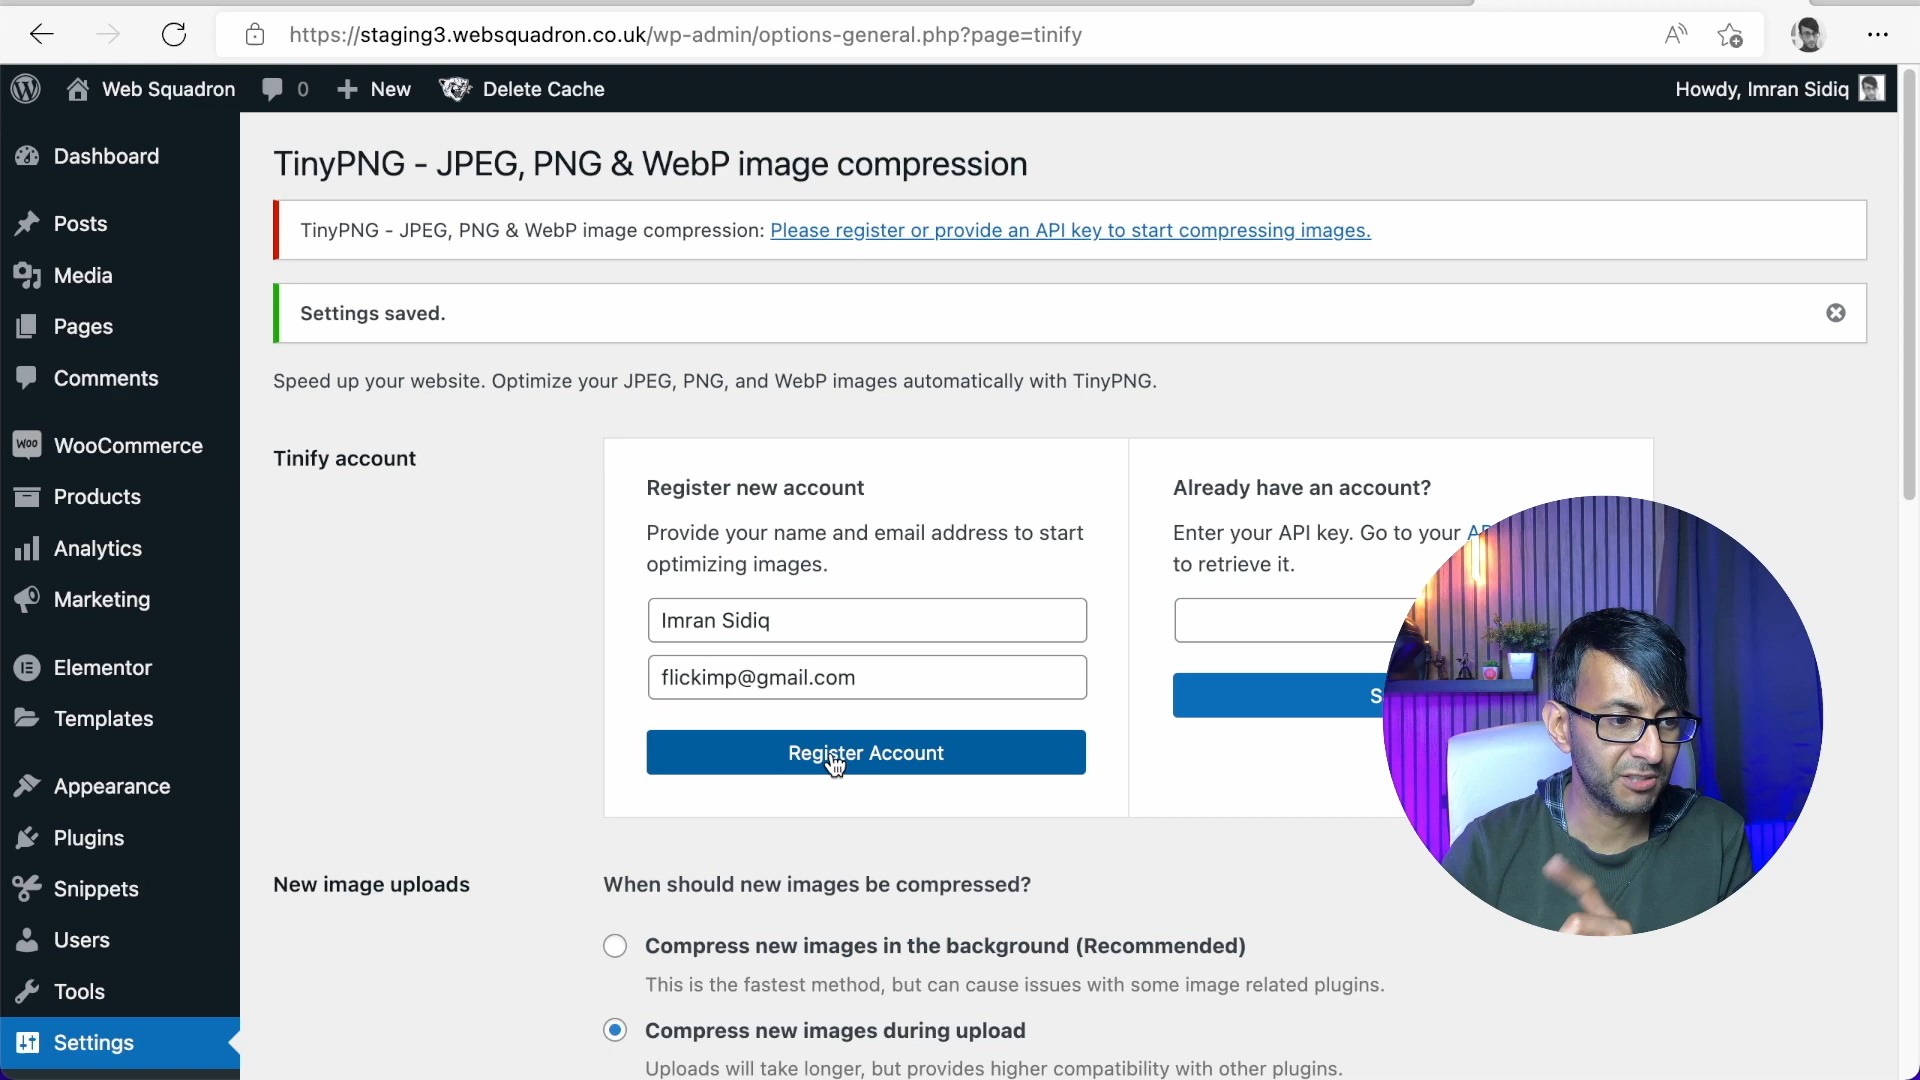 https://staging3.websquadron.co.uk/wp-admin/options-general.php?page=tinify
Web Squadron
0
New
Delete Cache
Howdy, Imran Sidiq
Dashboard
Posts
Media
Pages
Comments
WooCommerce
Products
Analytics
Marketing
Elementor
Templates
Appearance
Plugins
Snippets
Users
Tools
Settings
TinyPNG - JPEG, PNG & WebP image compression
TinyPNG - JPEG, PNG & WebP image compression: Please register or provide an API key to start compressing images.
Settings saved.
Speed up your website. Optimize your JPEG, PNG, and WebP images automatically with TinyPNG.
Tinify account
Register new account
Provide your name and email address to start
optimizing images.
Imran Sidiq
flickimp@gmail.com
Register Account
Already have an account?
Enter your API key. Go to your
to retrieve it.
New image uploads
When should new images be compressed?
Compress new images in the background (Recommended)
This is the fastest method, but can cause issues with some image related plugins.
Compress new images during upload
Uploads will take longer, but provides higher compatibility with other plugins.